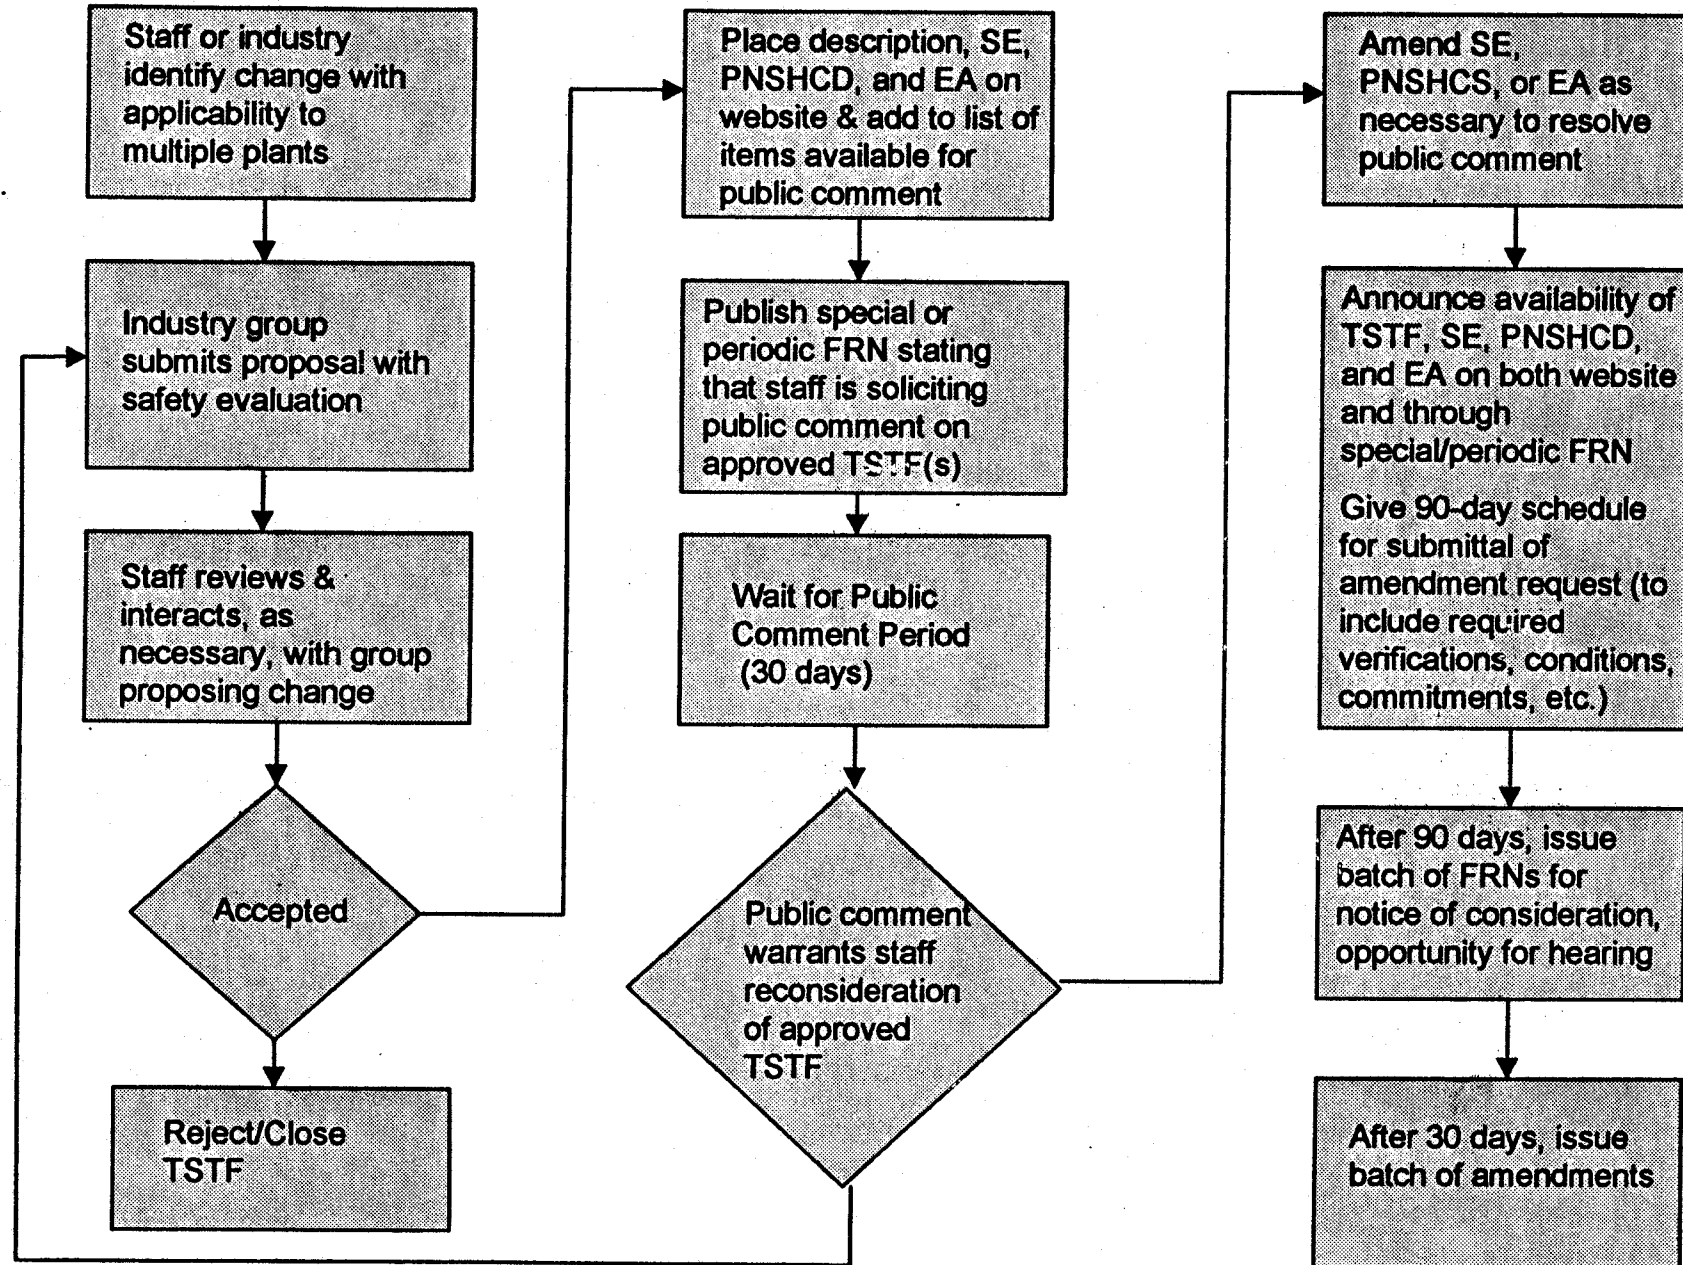 Staff or industry
identify change with
applicability to
multiple plants
Industry group
submits proposal with
safety evaluation
Staff reviews &
interacts, as
necessary, with group
proposing change
Accepted
Reject/Close
TSTF
Place description, SE,
PNSHCD, and EA on
website & add to list of
items available for
public comment
Publish special or
periodic FRN stating
that staff is soliciting
public comment on
approved TSTF(s)
Wait for Public
Comment Period
(30 days)
Public comment
warrants staff
reconsideration
of approved
TSTF
Amend SE,
PNSHCS, or EA as
necessary to resolve
public comment
Announce availability of
TSTF, SE, PNSHCD,
and EA on both website
and through
special/periodic FRN
Give 90-day schedule
for submittal of
amendment request (to
include required
verifications, conditions,
commitments, etc.)
After 90 days, issue
batch of FRNs for
notice of consideration,
opportunity for hearing
After 30 days, issue
batch of amendments